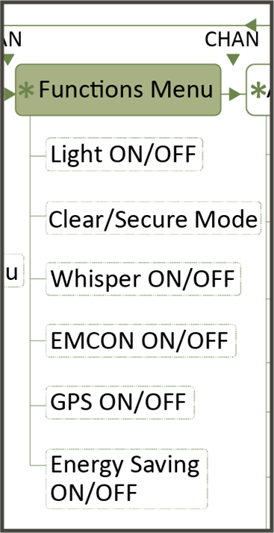 AN CHAN
* Functions Menu *
Light ON/OFF
Clear/Secure Mode
u Whisper ON/OFF
EMCON ON/OFF
GPS ON/OFF
Energy Saving
ON/OFF